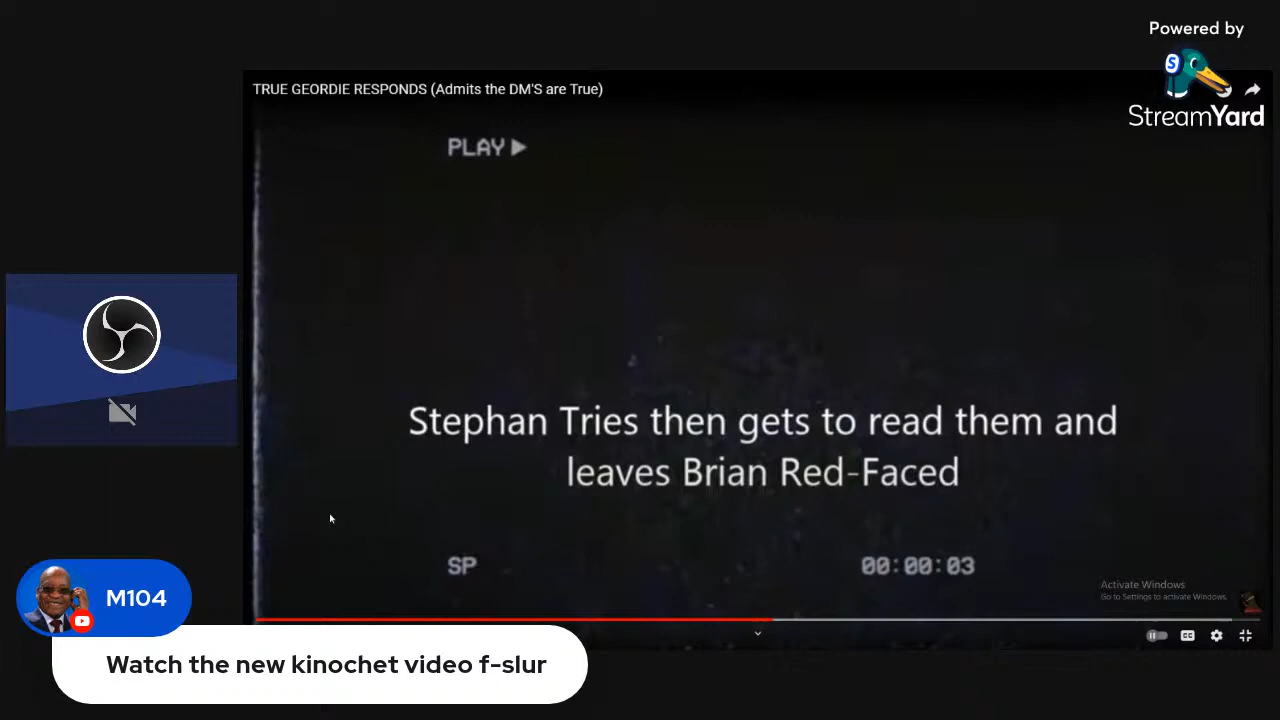 Powered by
StreamYard
TRUE GEORDIE RESPONDS (Admits the DM'S are True)
PLAY
Stephan Tries then gets to read them and
leaves Brian Red-Faced
SP
00:00:03
Activate Windows
Go to Settings to activate Windows.
CC
M104
Watch the new kinochet video f-slur